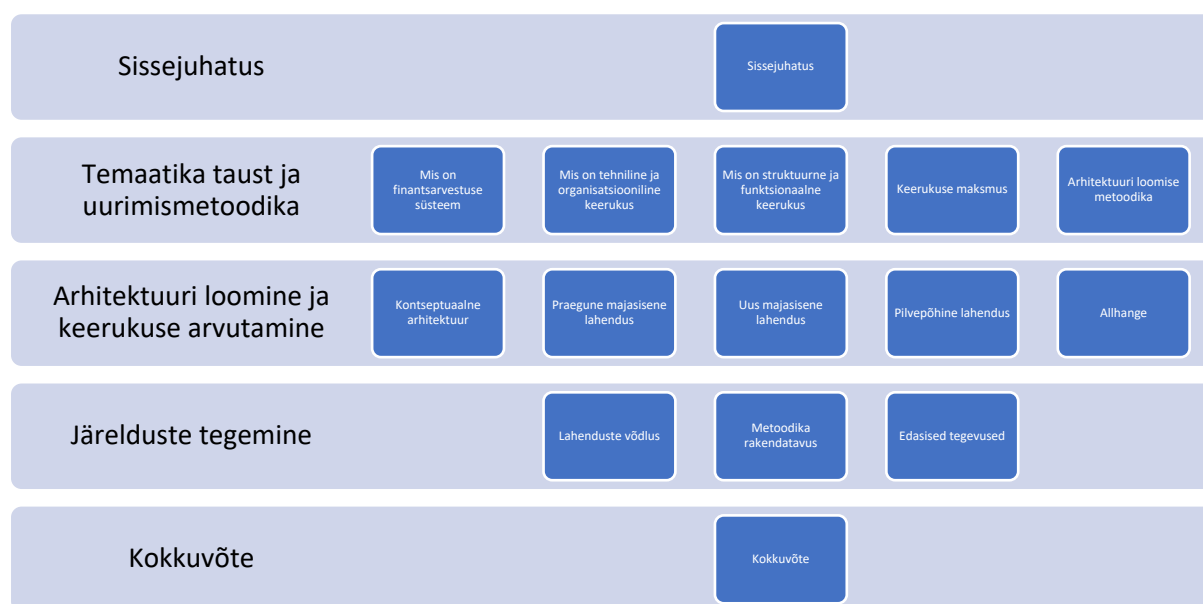 Sissejuhatus
Sissejuhatus
Temaatika taust ja
uurimismetoodika
Mis on
finantsarvestuse
süsteem
Mis on tehniline ja
organisatsiooniline
keerukus
Mis on struktuurne ja
funktsionaalne
keerukus
Keerukuse maksmus
Arhitektuuri loomise
metoodika
Arhitektuuri loomine ja
keerukuse arvutamine
Kontseptuaalne
arhitektuur
Praegune majasisene
lahendus
Uus majasisene
lahendus
Pilvepõhine lahendus
Allhange
Järelduste tegemine
Lahenduste võdlus
Metoodika
rakendatavus
Edasised tegevused
Kokkuvõte
Kokkuvõte